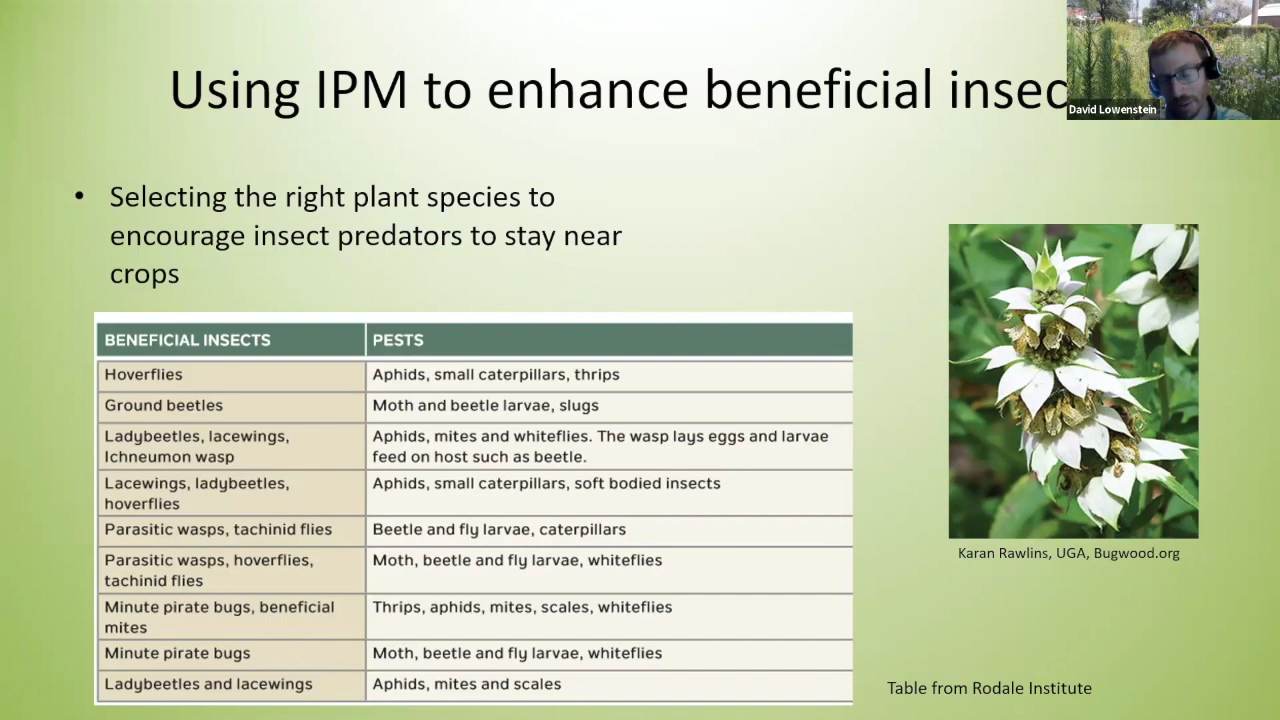 Using IPM to enhance beneficial insec
David Lowenstein
• Selecting the right plant species to
encourage insect predators to stay near
crops
BENEFICIAL INSECTS PESTS
Hoverflies Aphids, small caterpillars, thrips
Ground beetles Moth and beetle larvae, slugs
Ladybeetles, lacewings, Aphids, mites and whiteflies. The wasp lays eggs and larvae
Ichneumon wasp feed on host such as beetle.
Lacewings, ladybeetles, Aphids, small caterpillars, soft bodied insects
hoverflies
Parasitic wasps, tachinid flies Beetle and fly larvae, caterpillars
Parasitic wasps, hoverflies, Moth, beetle and fly larvae, whiteflies
tachinid flies
Minute pirate bugs, beneficial Thrips, aphids, mites, scales, whiteflies
mites
Minute pirate bugs Moth, beetle and fly larvae, whiteflies
Ladybeetles and lacewings Aphids, mites and scales
Karan Rawlins, UGA, Bugwood.org
Table from Rodale Institute